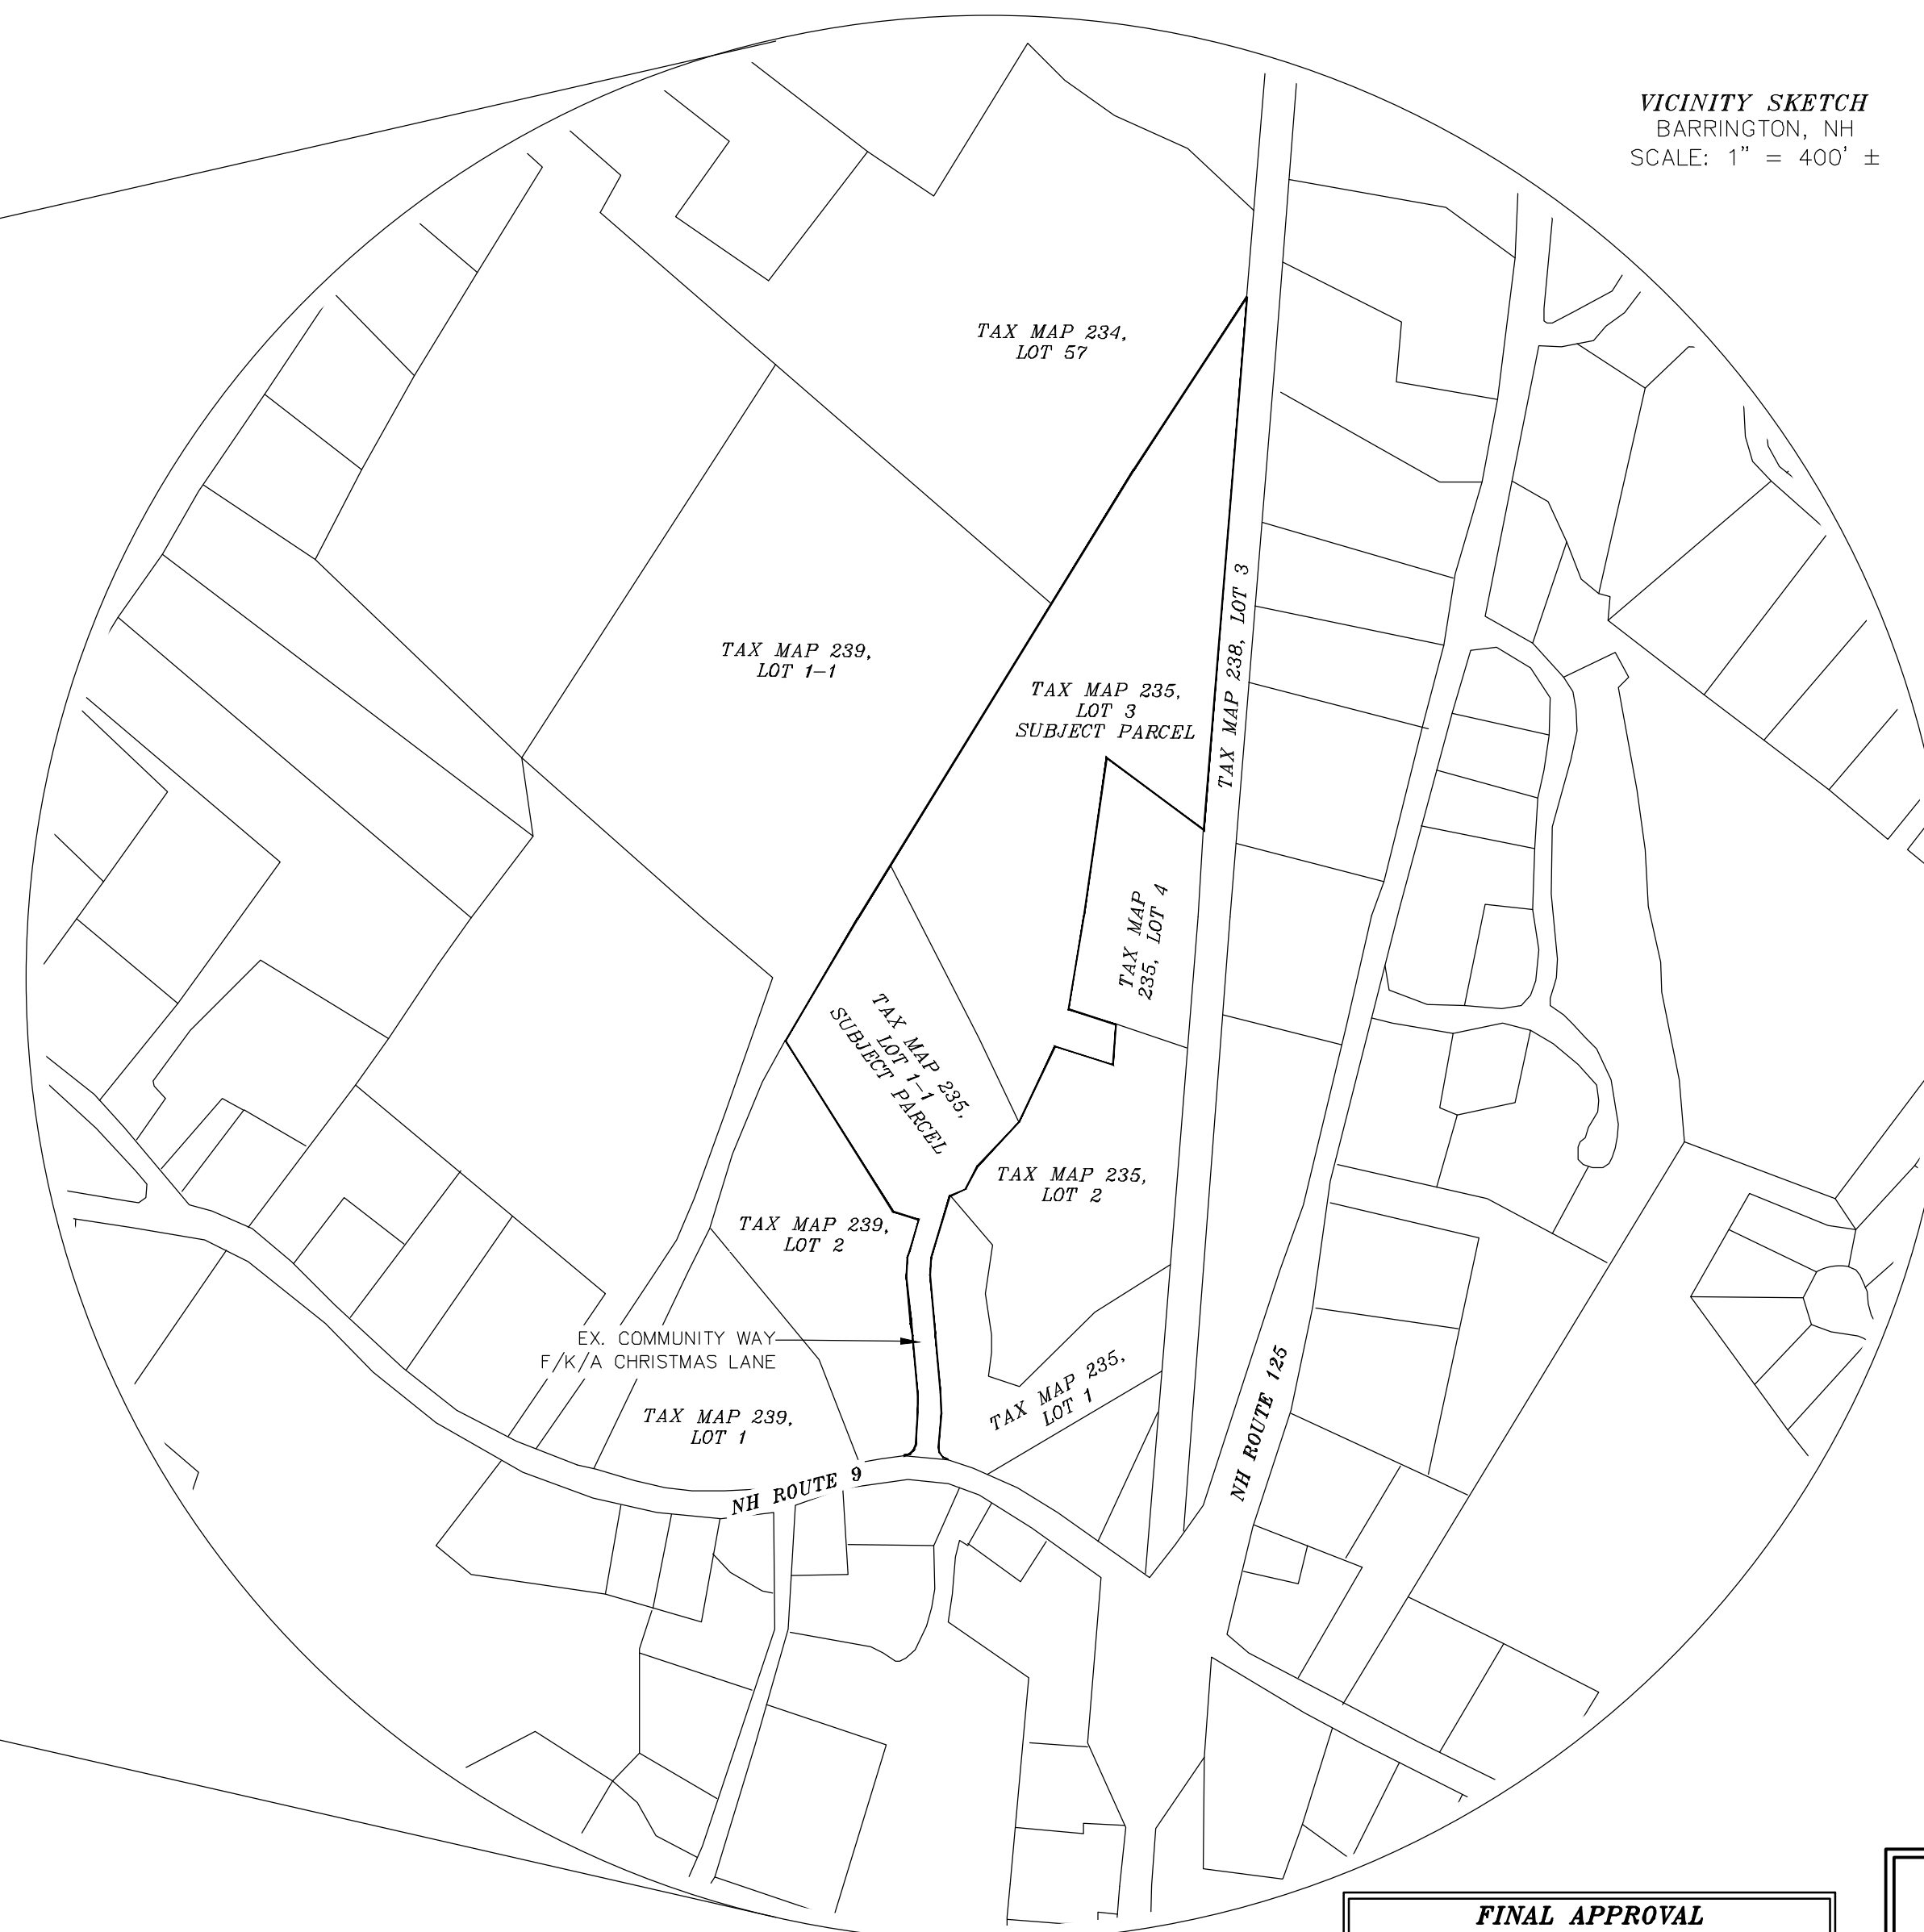 VICINITY SKETCH
BARRINGTON, NH
SCALE: 1" = 400' ±
TAX MAP 234,
LOT 57
TAX MAP 238, LOT 3
TAX MAP 239,
LOT 1-1
TAX MAP 235,
LOT 3
SUBJECT PARCEL
TAX MAP
235, LOT 4
TAX MAP 235,
LOT 1-1
SUBJECT PARCEL
TAX MAP 235,
LOT 2
TAX MAP 239,
LOT 2
EX. COMMUNITY WAY
F/K/A CHRISTMAS LANE
TAX MAP 235,
LOT 1
TAX MAP 239,
LOT 1
NH ROUTE 125
NH ROUTE 9
FINAL APPROVAL